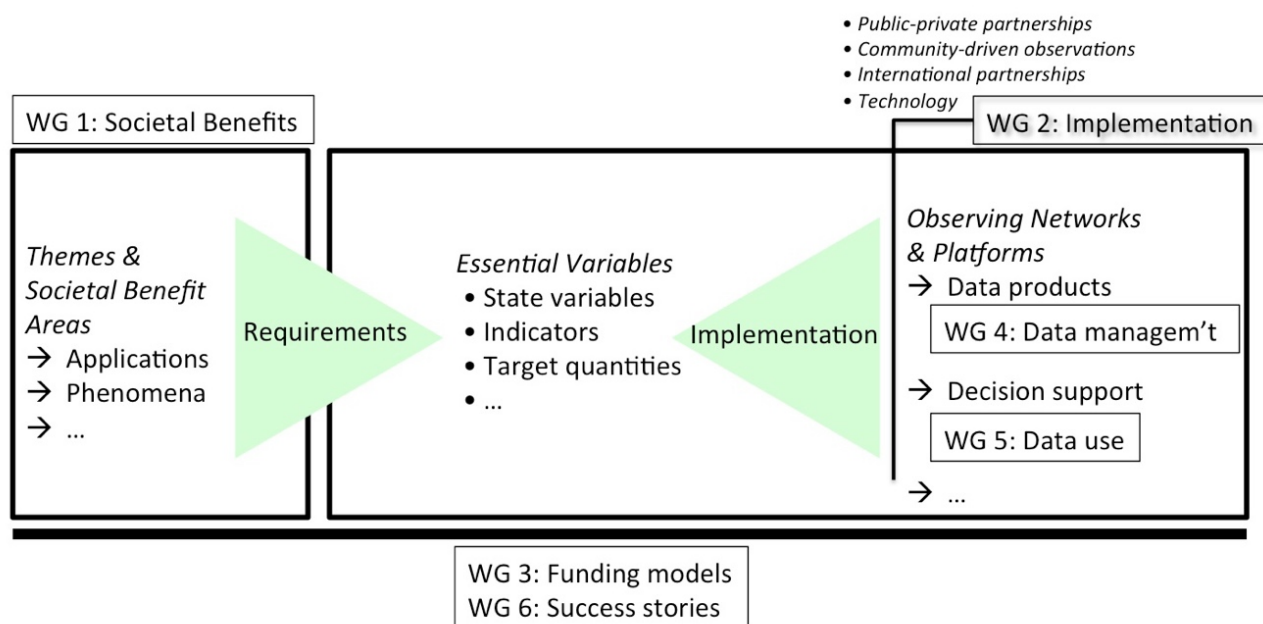 • Public-private partnerships
• Community-driven observations
• International partnerships
• Technology
WG 1: Societal Benefits
WG 2: Implementation
Themes &
Societal Benefit
Areas
→ Applications
→ Phenomena
→ ...
Requirements
Essential Variables
• State variables
• Indicators
• Target quantities
• ...
Implementation
Observing Networks
& Platforms
→ Data products
WG 4: Data managem't
→ Decision support
WG 5: Data use
→ ...
WG 3: Funding models
WG 6: Success stories